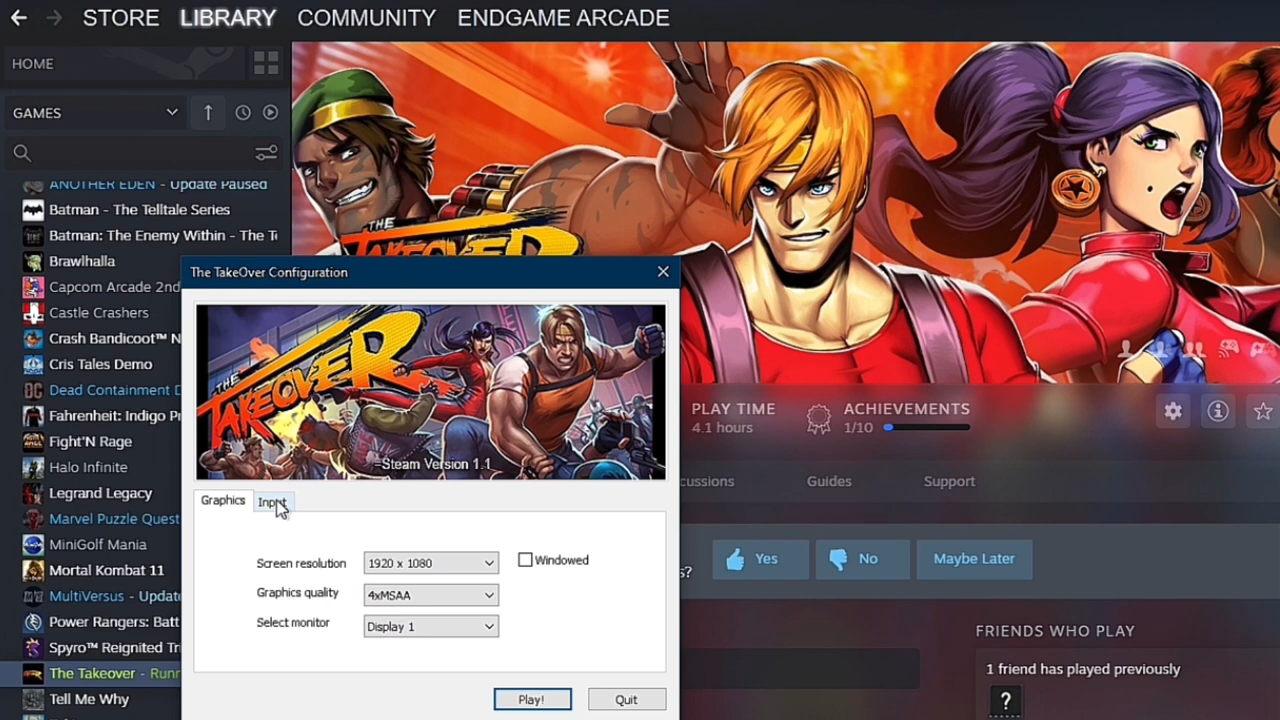 STORE LIBRARY COMMUNITY ENDGAME ARCADE
HOME
GAMES
ANOTHER EDEN - Update Paused
Batman - The Telltale Series
Batman: The Enemy Within - The T
Brawlhalla
Capcom Arcade 2nd
Castle Crashers
Crash Bandicoot™ N
Cris Tales Demo
Dead Containment D
Fahrenheit: Indigo Pr
Fight'N Rage
Halo Infinite
Legrand Legacy
Marvel Puzzle Quest
MiniGolf Mania
Mortal Kombat 11
MultiVersus - Update
Power Rangers: Batt
Spyro™ Reignited Tri
The Takeover - Runn
Tell Me Why
THE
TAKEOVER
The TakeOver Configuration
THE
TAKEOVER
Steam Version 1.1
Graphics Input
Screen resolution 1920 x 1080 Windowed
Graphics quality 4xMSAA
Select monitor Display 1
Play! Quit
PLAY TIME
4.1 hours
ACHIEVEMENTS
1/10
cussions Guides Support
s? Yes No Maybe Later
FRIENDS WHO PLAY
1 friend has played previously
?